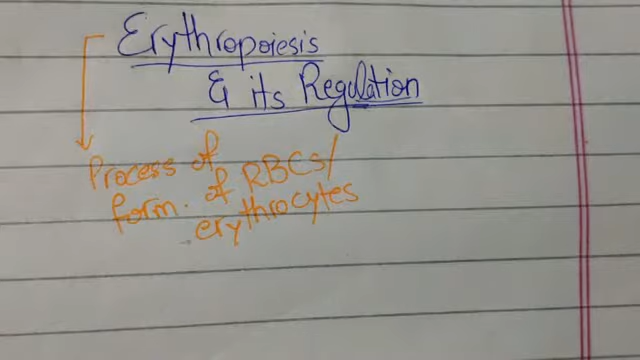 Erythropoiesis
& its Regulation
Process of
form. of RBCs/
erythrocytes